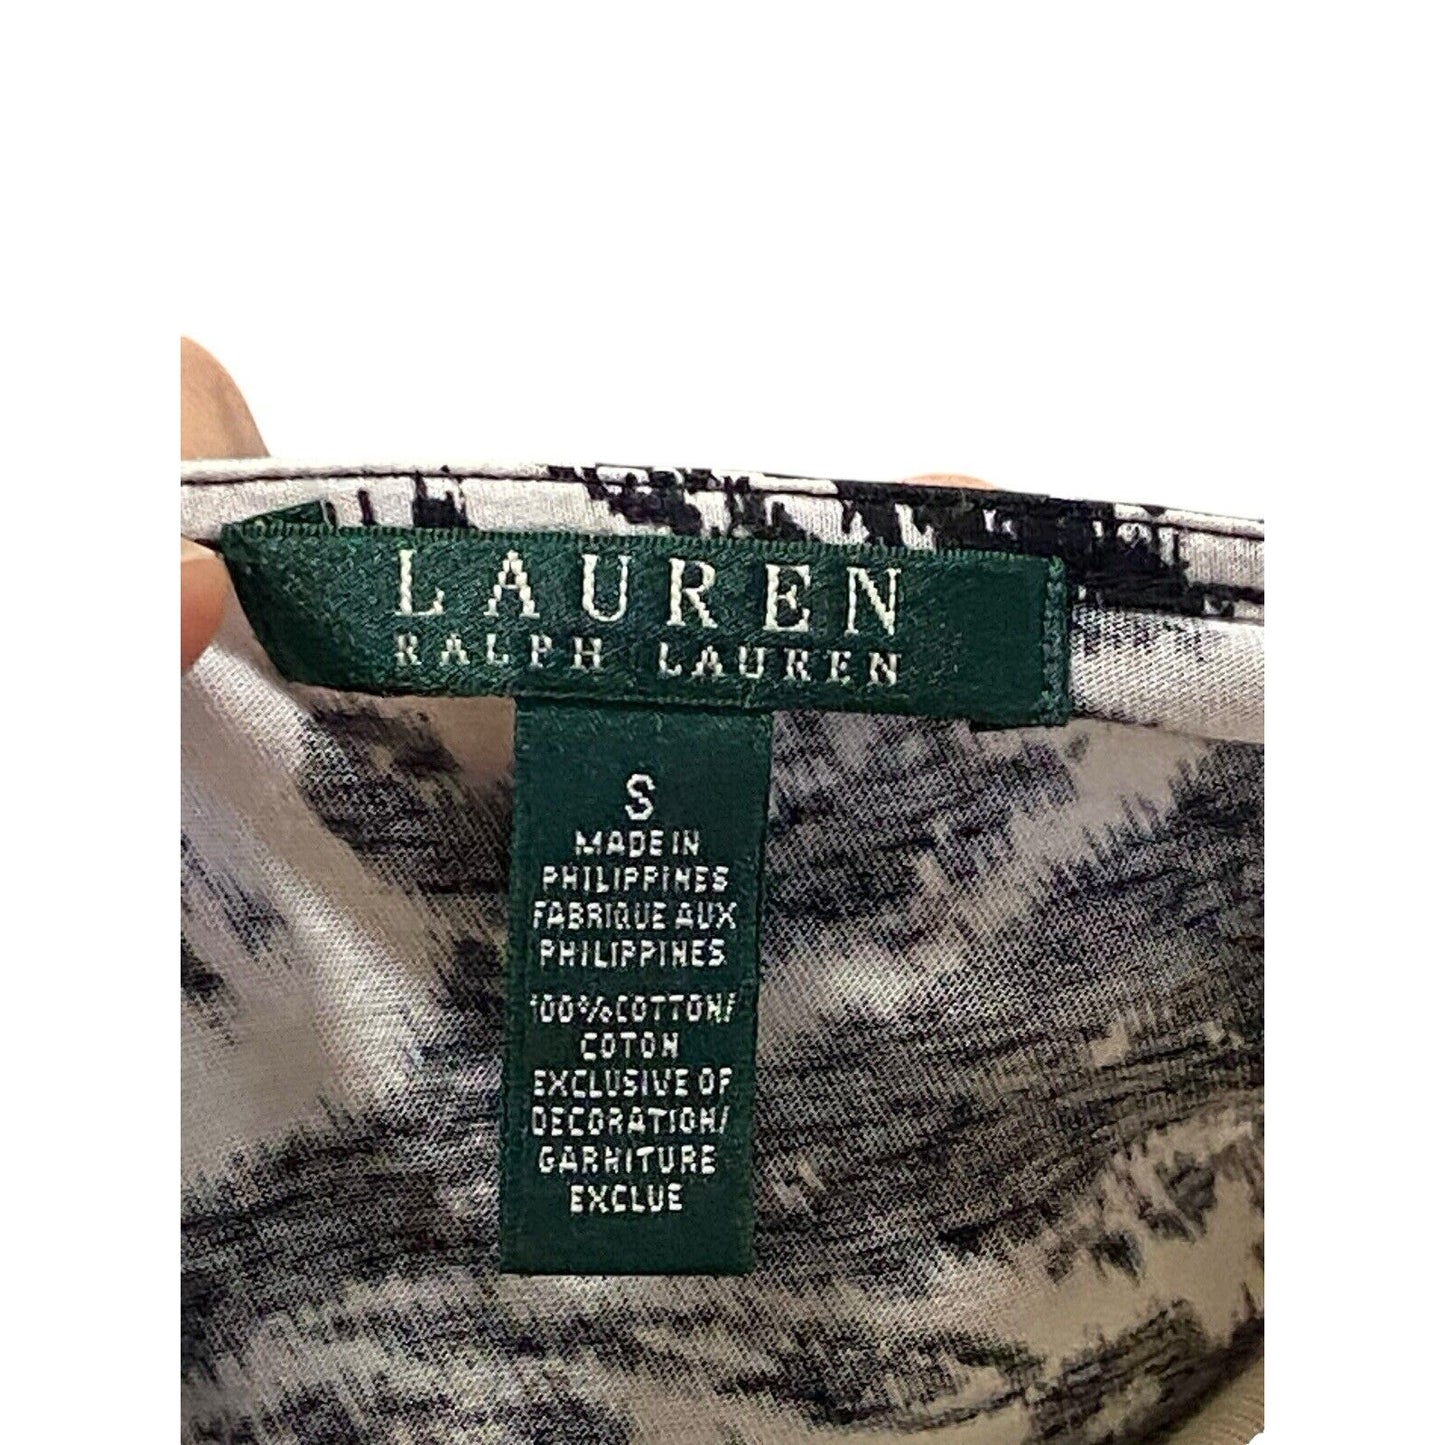 LAUREN
RALPH LAUREN
S
MADE IN
PHILIPPINES
FABRIQUE AUX
PHILIPPINES
100%COTTON/
COTON
EXCLUSIVE OF
DECORATION/
GARNITURE
EXCLUE